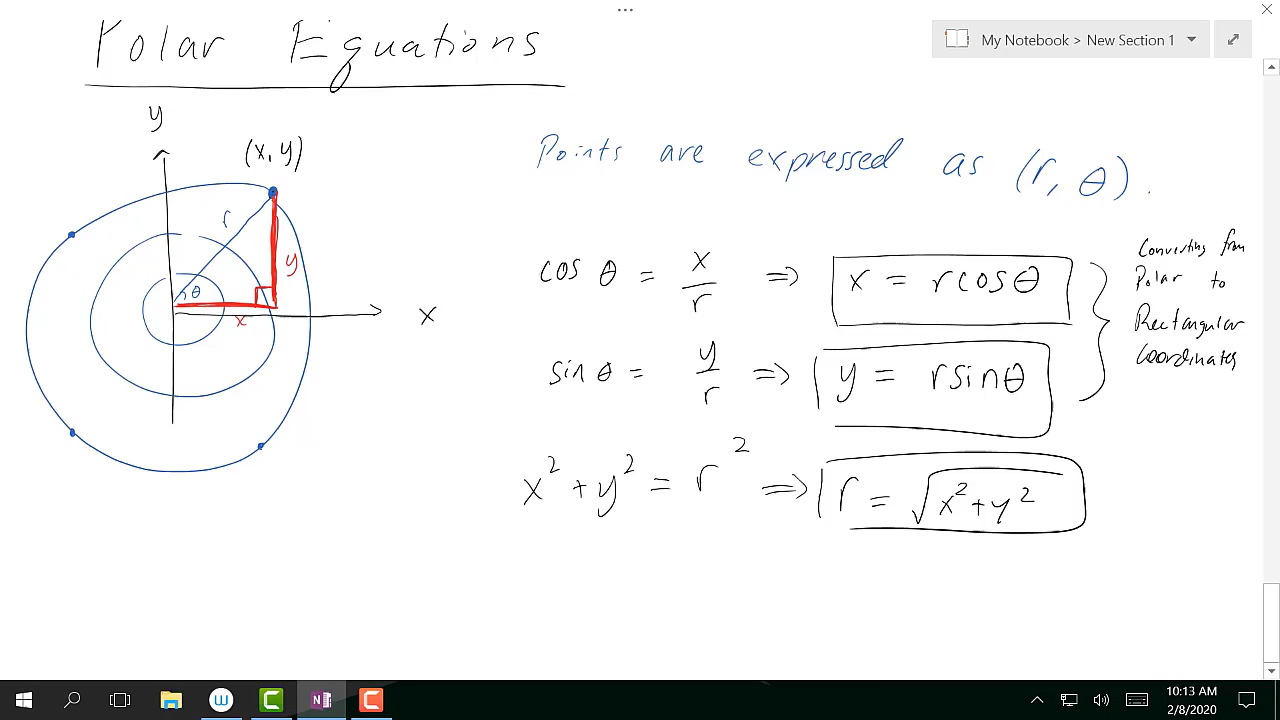 Polar Equations
My Notebook > New Section 1
y
(x, y)
r
θ
y
x
x
Points are expressed as (r, θ).
cos θ = x/r ⇒ x = rcosθ
sin θ = y/r ⇒ y = rsinθ
x² + y² = r² ⇒ r = √x²+y²
Converting from
Polar to
Rectangular
Coordinates
10:13 AM
2/8/2020